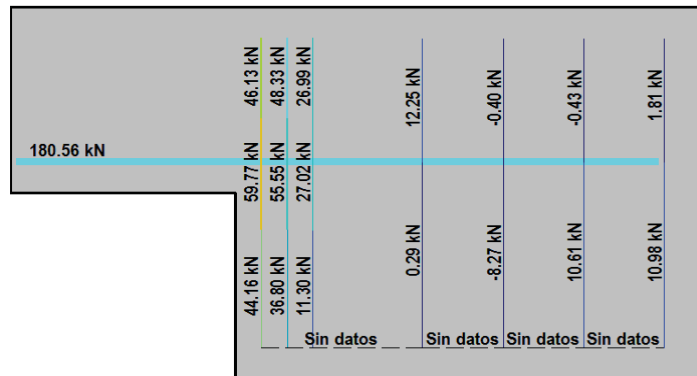 46.13 kN
48.33 kN
26.99 kN
12.25 kN
-0.40 kN
-0.43 kN
1.81 kN
180.56 kN
59.77 kN
55.55 kN
27.02 kN
44.16 kN
36.80 kN
11.30 kN
0.29 kN
-8.27 kN
10.61 kN
10.98 kN
Sin datos
Sin datos
Sin datos
Sin datos